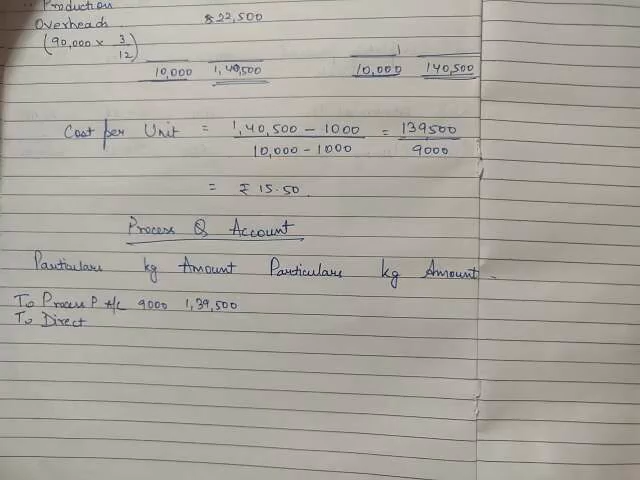 Production
Overheads 22,500
(90,000 × 3/12)
10,000 1,40,500 10,000 140,500
Cost per Unit = 1,40,500 – 1000 / 10,000 – 1000 = 139500 / 9000
= ₹ 15.50
Process Q Account
Particulars kg Amount Particulars kg Amount
To Process P A/c 9000 1,39,500
To Direct